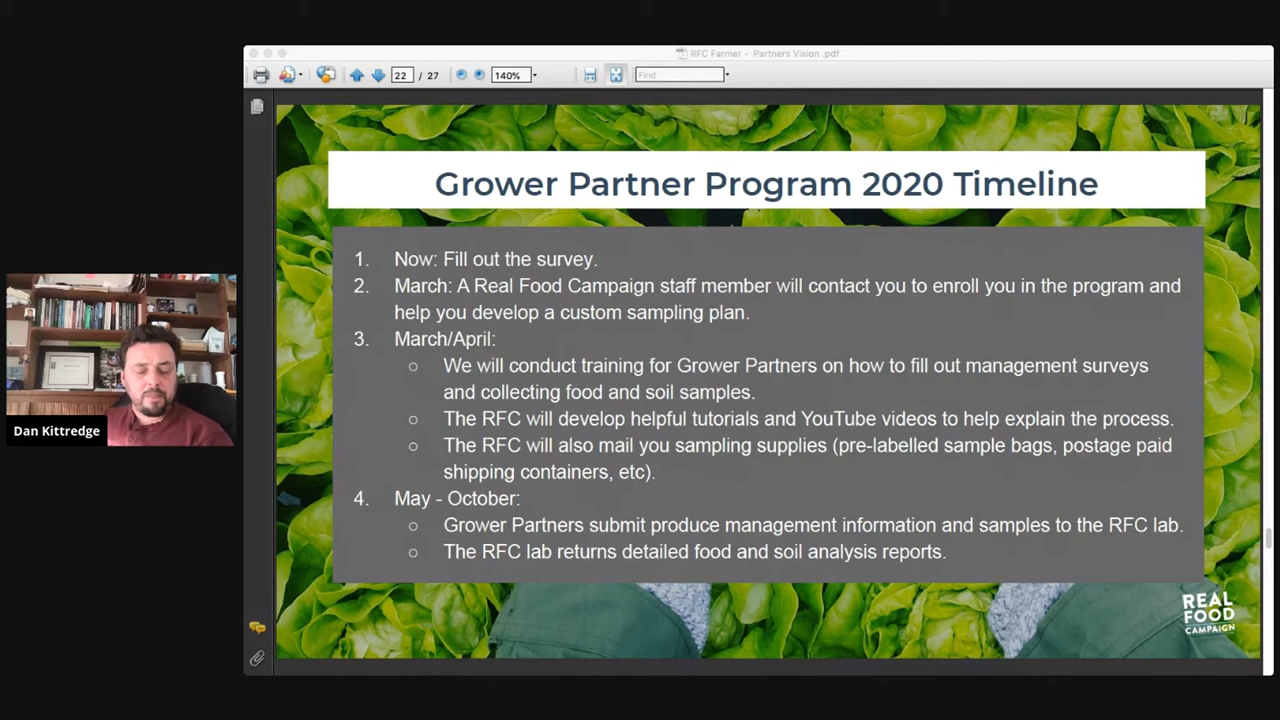 RFC Farmer - Partners Vision .pdf
22 / 27
140%
Find
Grower Partner Program 2020 Timeline
1. Now: Fill out the survey.
2. March: A Real Food Campaign staff member will contact you to enroll you in the program and
help you develop a custom sampling plan.
3. March/April:
○ We will conduct training for Grower Partners on how to fill out management surveys
and collecting food and soil samples.
○ The RFC will develop helpful tutorials and YouTube videos to help explain the process.
○ The RFC will also mail you sampling supplies (pre-labelled sample bags, postage paid
shipping containers, etc).
4. May - October:
○ Grower Partners submit produce management information and samples to the RFC lab.
○ The RFC lab returns detailed food and soil analysis reports.
REAL
FOOD
CAMPAIGN
Dan Kittredge